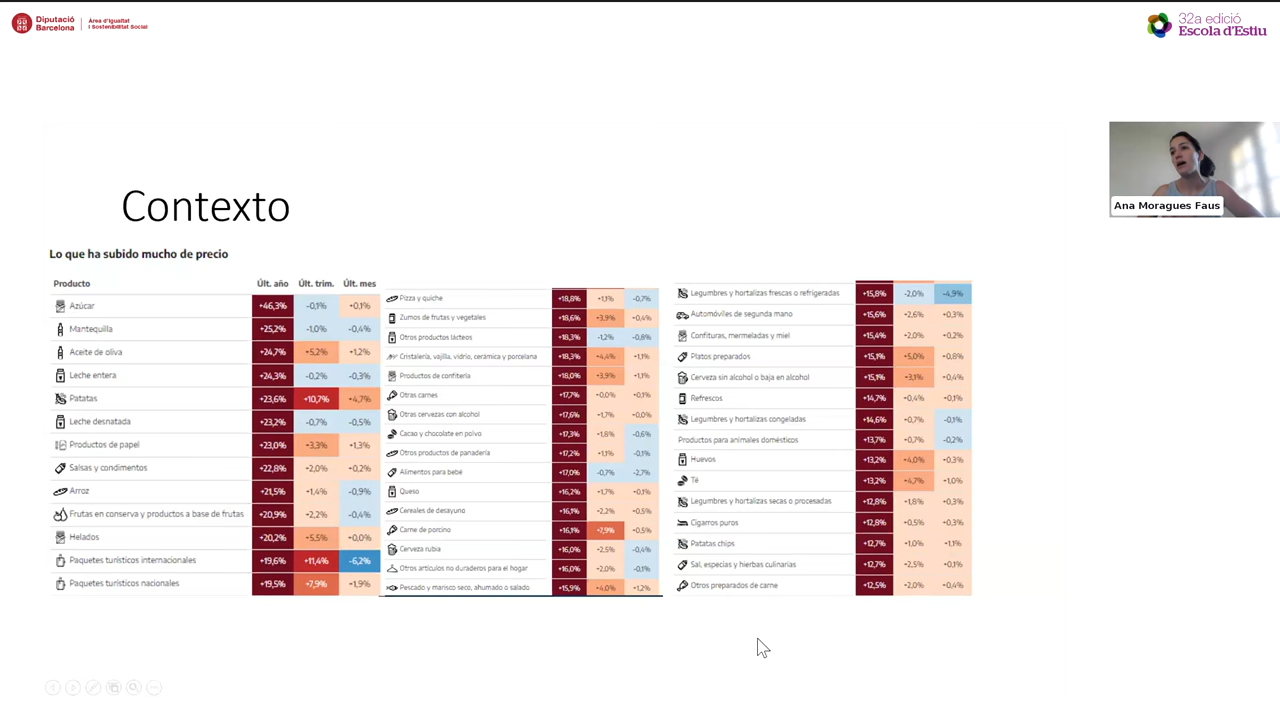 Diputació
Barcelona
Àrea d'Igualtat
i Sostenibilitat Social
32a edició
Escola d'Estiu
Ana Moragues Faus
Contexto
Lo que ha subido mucho de precio
Producto Últ. año Últ. trim. Últ. mes
Azúcar +46,3% -0,1% +0,1%
Mantequilla +25,2% -1,0% -0,4%
Aceite de oliva +24,7% +5,2% +1,2%
Leche entera +24,3% -0,2% -0,3%
Patatas +23,6% +10,7% +4,7%
Leche desnatada +23,2% -0,7% -0,5%
Productos de papel +23,0% +3,3% +1,3%
Salsas y condimentos +22,8% +2,0% +0,2%
Arroz +21,5% +1,4% -0,9%
Frutas en conserva y productos a base de frutas +20,9% +2,2% -0,4%
Helados +20,2% +5,5% +0,0%
Paquetes turísticos internacionales +19,6% +11,4% -6,2%
Paquetes turísticos nacionales +19,5% +7,9% +1,9%
Pizza y quiche +18,8% +1,1% -0,7%
Zumos de frutas y vegetales +18,6% +3,9% +0,4%
Otros productos lácteos +18,3% -1,2% -0,8%
Cristalería, vajilla, vidrio, cerámica y porcelana +18,3% +4,4% +1,1%
Productos de confitería +18,0% +3,9% +1,1%
Otras carnes +17,7% +0,0% +0,1%
Otras cervezas con alcohol +17,6% +1,7% +0,0%
Cacao y chocolate en polvo +17,3% +1,8% -0,6%
Otros productos de panadería +17,2% +1,1% -0,1%
Alimentos para bebé +17,0% -0,7% -2,7%
Queso +16,2% +1,7% +0,1%
Cereales de desayuno +16,1% +2,2% +0,5%
Carne de porcino +16,1% +7,9% +0,5%
Cerveza rubia +16,0% +2,5% -0,4%
Otros artículos no duraderos para el hogar +16,0% +2,0% -0,1%
Pescado y marisco seco, ahumado o salado +15,9% +4,0% +1,2%
Legumbres y hortalizas frescas o refrigeradas +15,8% -2,0% -4,9%
Automóviles de segunda mano +15,6% +2,6% +0,3%
Confituras, mermeladas y miel +15,4% +2,0% +0,2%
Platos preparados +15,1% +5,0% +0,8%
Cerveza sin alcohol o baja en alcohol +15,1% +3,1% +0,4%
Refrescos +14,7% +0,4% +0,1%
Legumbres y hortalizas congeladas +14,6% +0,7% -0,1%
Productos para animales domésticos +13,7% +0,7% -0,2%
Huevos +13,2% +4,0% +0,3%
Té +13,2% +4,7% +1,0%
Legumbres y hortalizas secas o procesadas +12,8% +1,8% +0,3%
Cigarros puros +12,8% +0,5% +0,3%
Patatas chips +12,7% +1,0% +1,1%
Sal, especias y hierbas culinarias +12,7% +2,5% +0,1%
Otros preparados de carne +12,5% +2,0% +0,4%